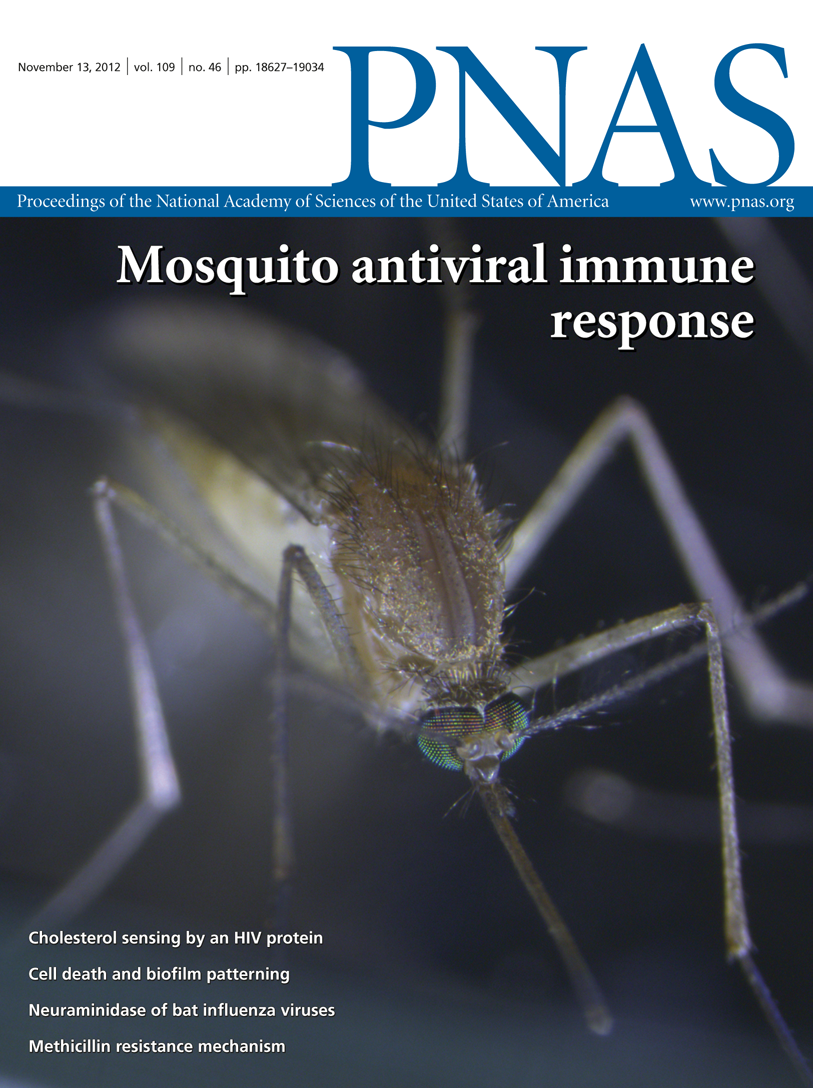 November 13, 2012 | vol. 109 | no. 46 | pp. 18627–19034
PNAS
Proceedings of the National Academy of Sciences of the United States of America www.pnas.org
Mosquito antiviral immune
response
Cholesterol sensing by an HIV protein
Cell death and biofilm patterning
Neuraminidase of bat influenza viruses
Methicillin resistance mechanism